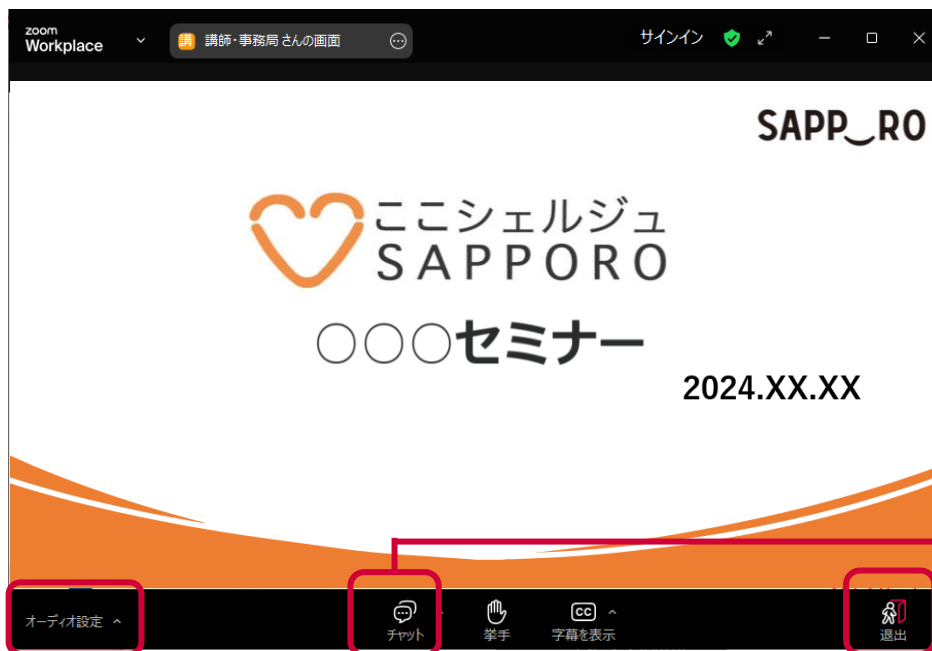 zoom
Workplace
講 講師・事務局 さんの画面
サインイン
SAPP_RO
ここシェルジュ
SAPPORO
○○○セミナー
2024.XX.XX
オーディオ設定
チャット
挙手
CC
字幕を表示
退出